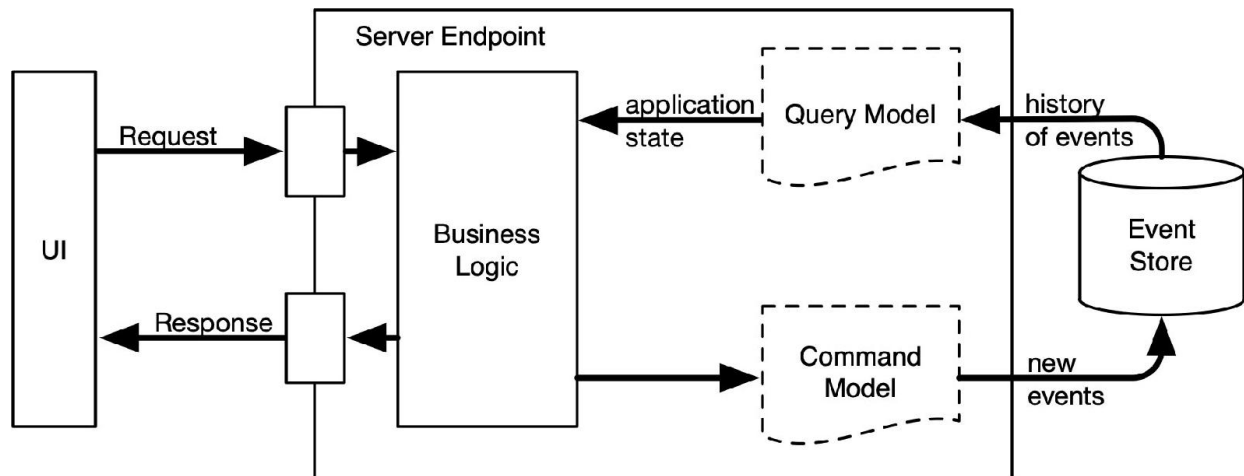 Server Endpoint
UI
Request
Response
Business
Logic
application
state
Query Model
history
of events
Event
Store
Command
Model
new
events